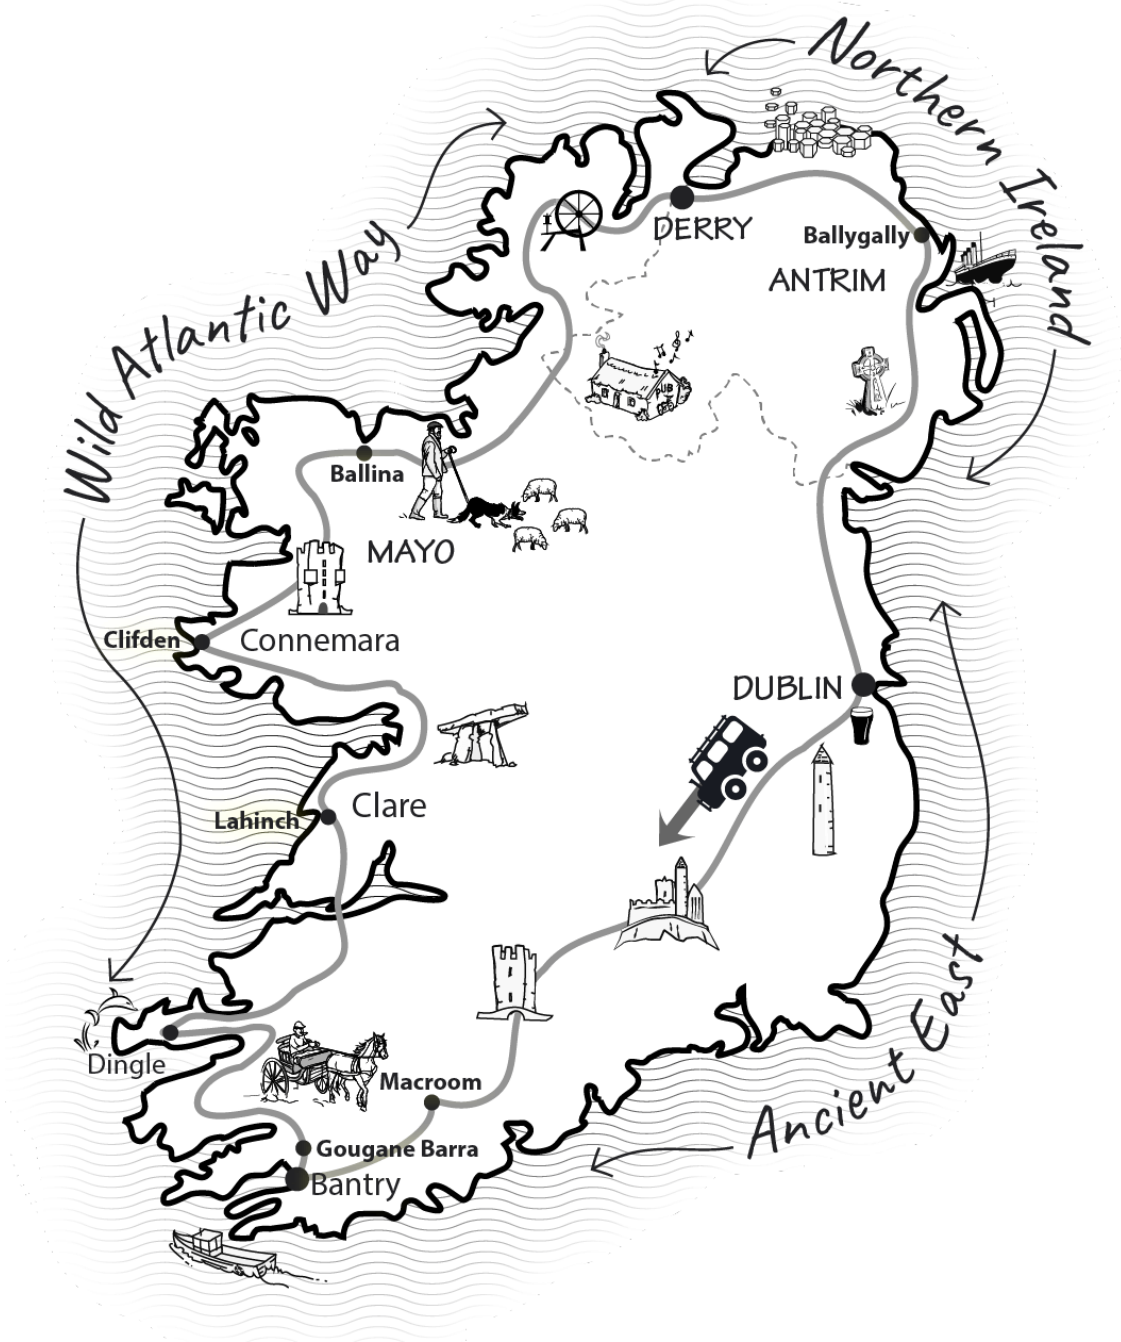 Northern Ireland
Wild Atlantic Way
DERRY
Ballygally
ANTRIM
PUB
Ballina
MAYO
Clifden
Connemara
DUBLIN
Clare
Lahinch
Ancient East
Dingle
Macroom
Gougane Barra
Bantry